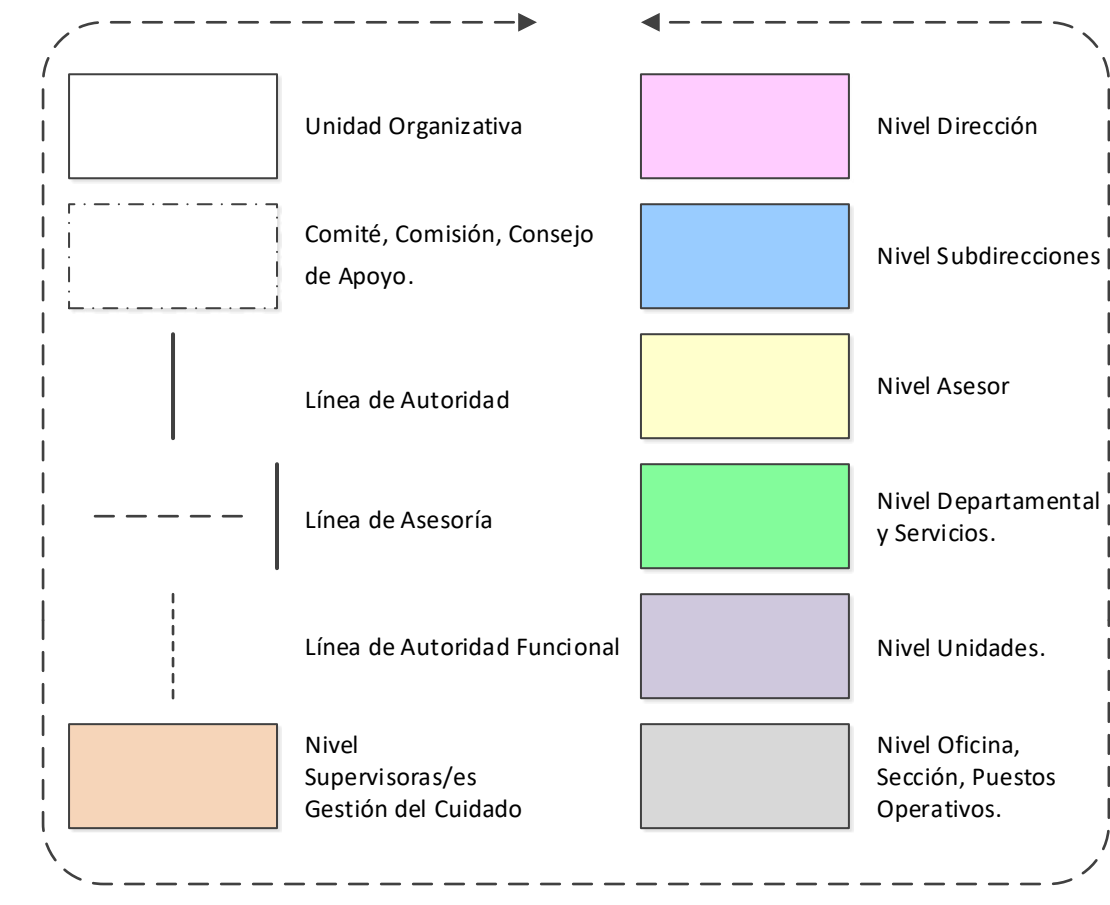 Unidad Organizativa
Comité, Comisión, Consejo
de Apoyo.
Línea de Autoridad
Línea de Asesoría
Línea de Autoridad Funcional
Nivel
Supervisoras/es
Gestión del Cuidado
Nivel Dirección
Nivel Subdirecciones
Nivel Asesor
Nivel Departamental
y Servicios.
Nivel Unidades.
Nivel Oficina,
Sección, Puestos
Operativos.